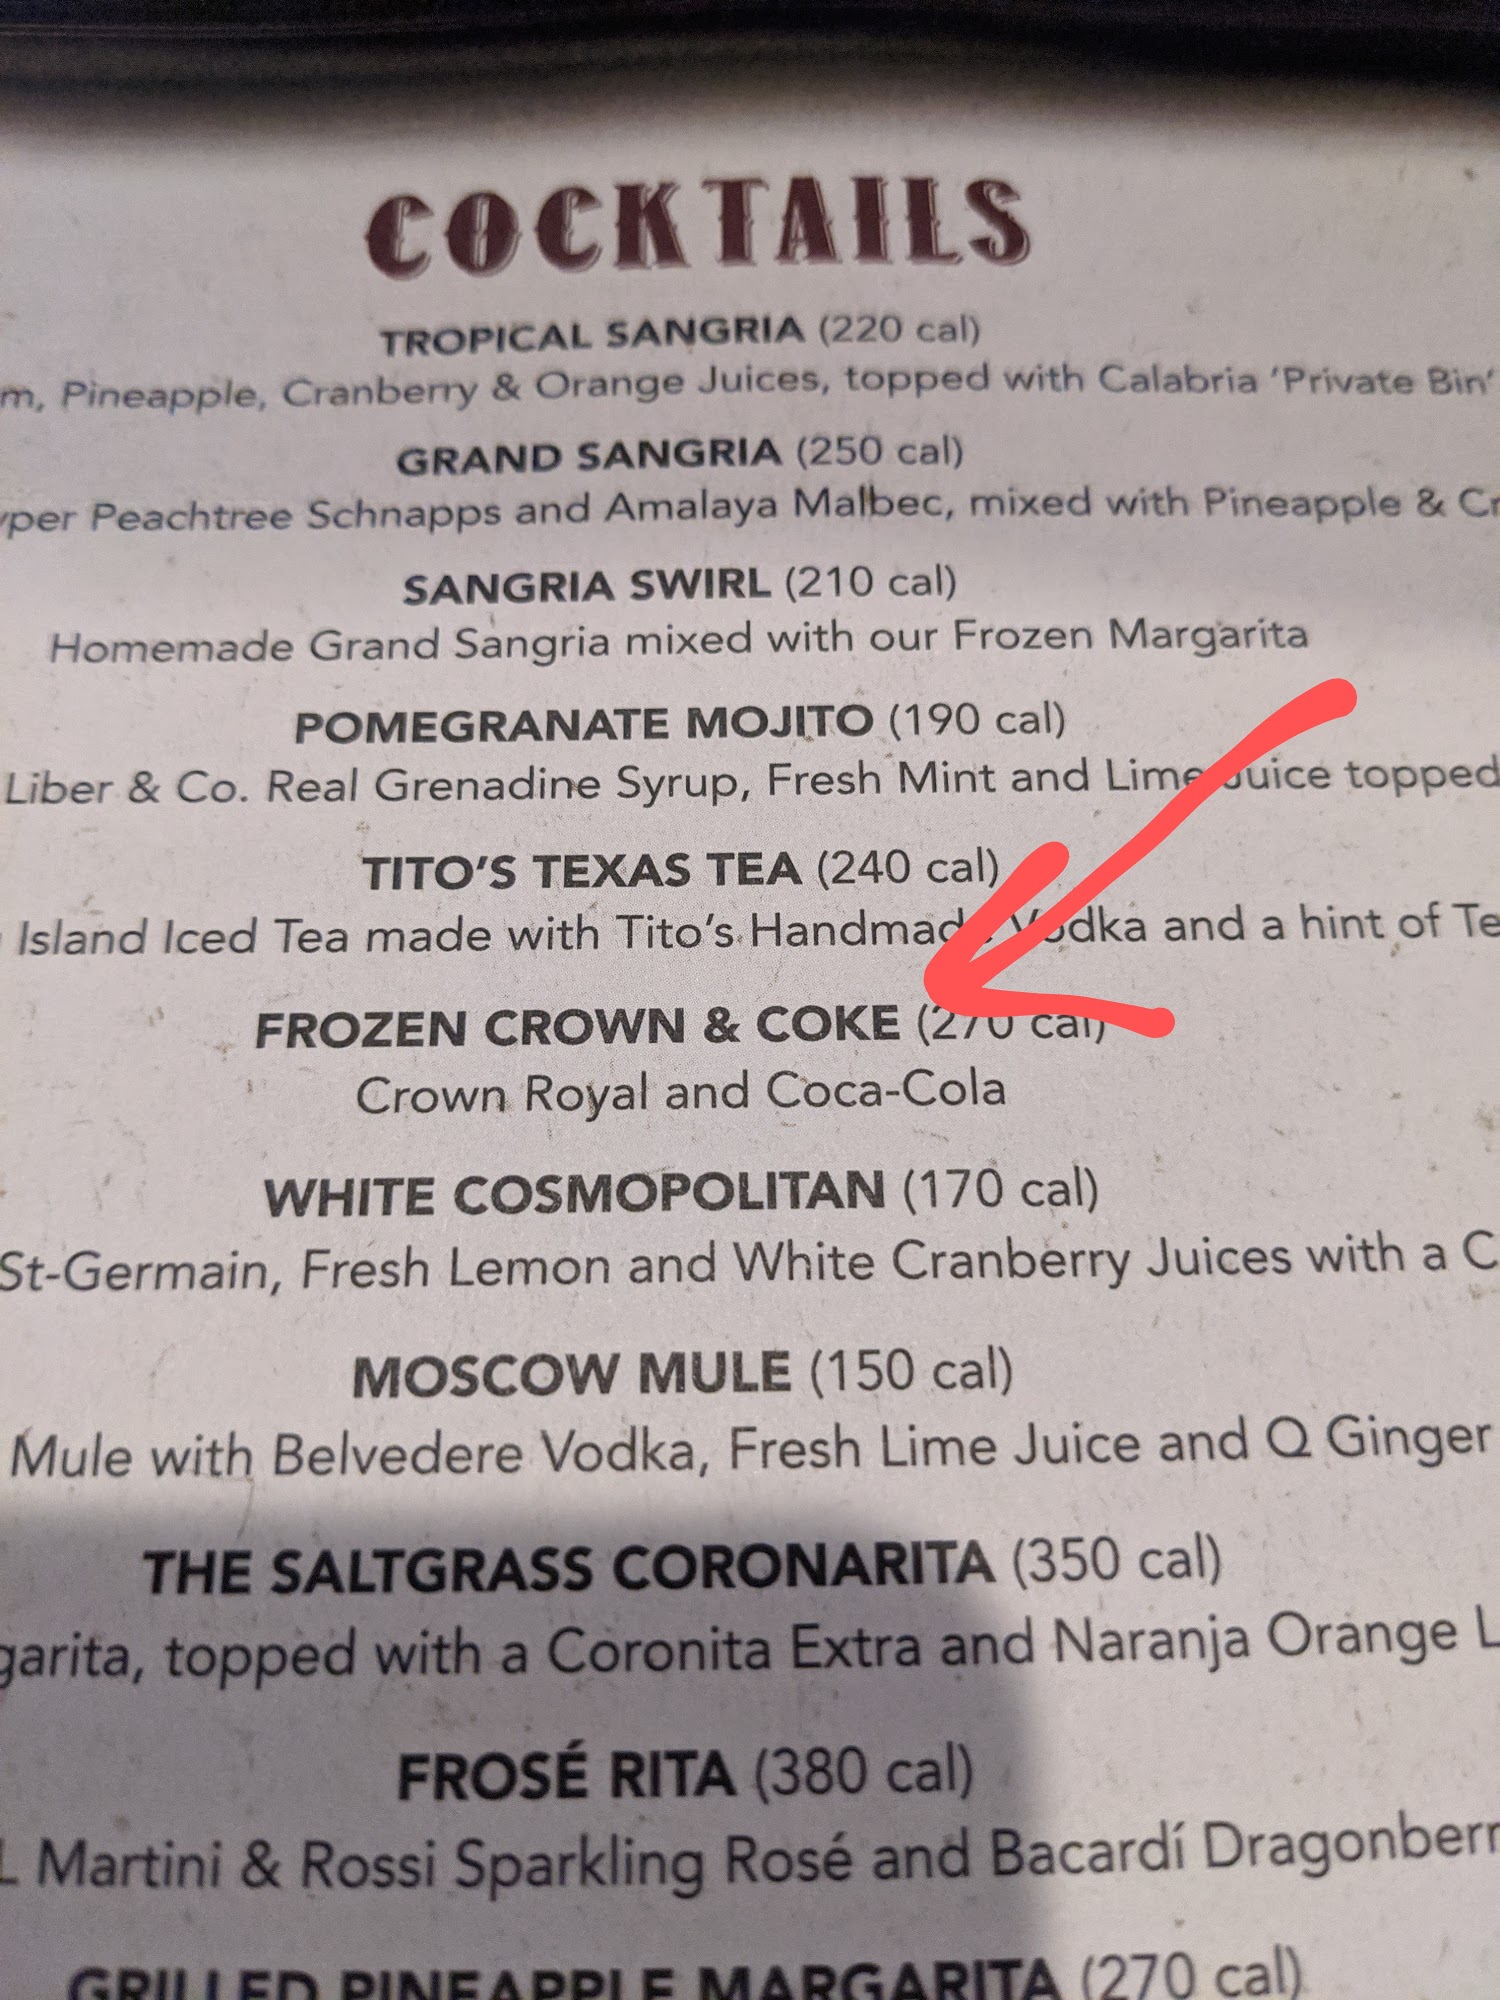 COCKTAILS
TROPICAL SANGRIA (220 cal)
Pineapple, Cranberry & Orange Juices, topped with Calabria ‘Private Bin’
GRAND SANGRIA (250 cal)
Peachtree Schnapps and Amalaya Malbec, mixed with Pineapple &
SANGRIA SWIRL (210 cal)
Homemade Grand Sangria mixed with our Frozen Margarita
POMEGRANATE MOJITO (190 cal)
Liber & Co. Real Grenadine Syrup, Fresh Mint and Lime Juice topped
TITO’S TEXAS TEA (240 cal)
Island Iced Tea made with Tito’s Handmade Vodka and a hint of
FROZEN CROWN & COKE (270 cal)
Crown Royal and Coca-Cola
WHITE COSMOPOLITAN (170 cal)
St-Germain, Fresh Lemon and White Cranberry Juices with a
MOSCOW MULE (150 cal)
Mule with Belvedere Vodka, Fresh Lime Juice and Q Ginger
THE SALTGRASS CORONARITA (350 cal)
topped with a Coronita Extra and Naranja Orange
FROSÉ RITA (380 cal)
Martini & Rossi Sparkling Rosé and Bacardí
GRILLED PINEAPPLE MARGARITA (270 cal)